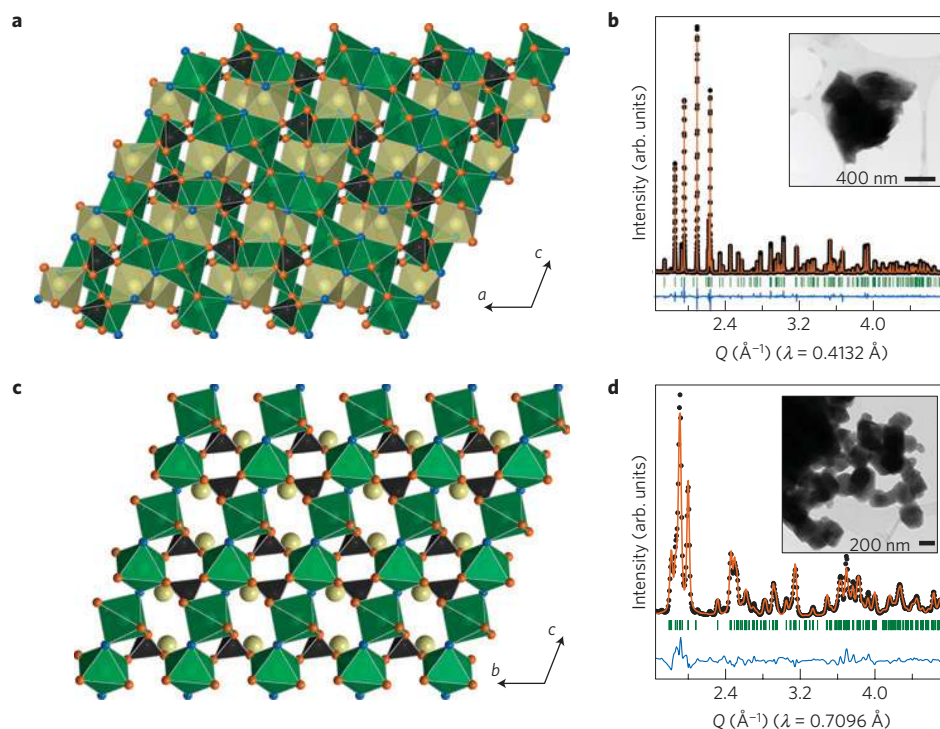 a
c
a
b
Intensity (arb. units)
400 nm
2.4 3.2 4.0
Q (Å⁻¹) (λ = 0.4132 Å)
c
c
b
d
Intensity (arb. units)
200 nm
2.4 3.2 4.0
Q (Å⁻¹) (λ = 0.7096 Å)